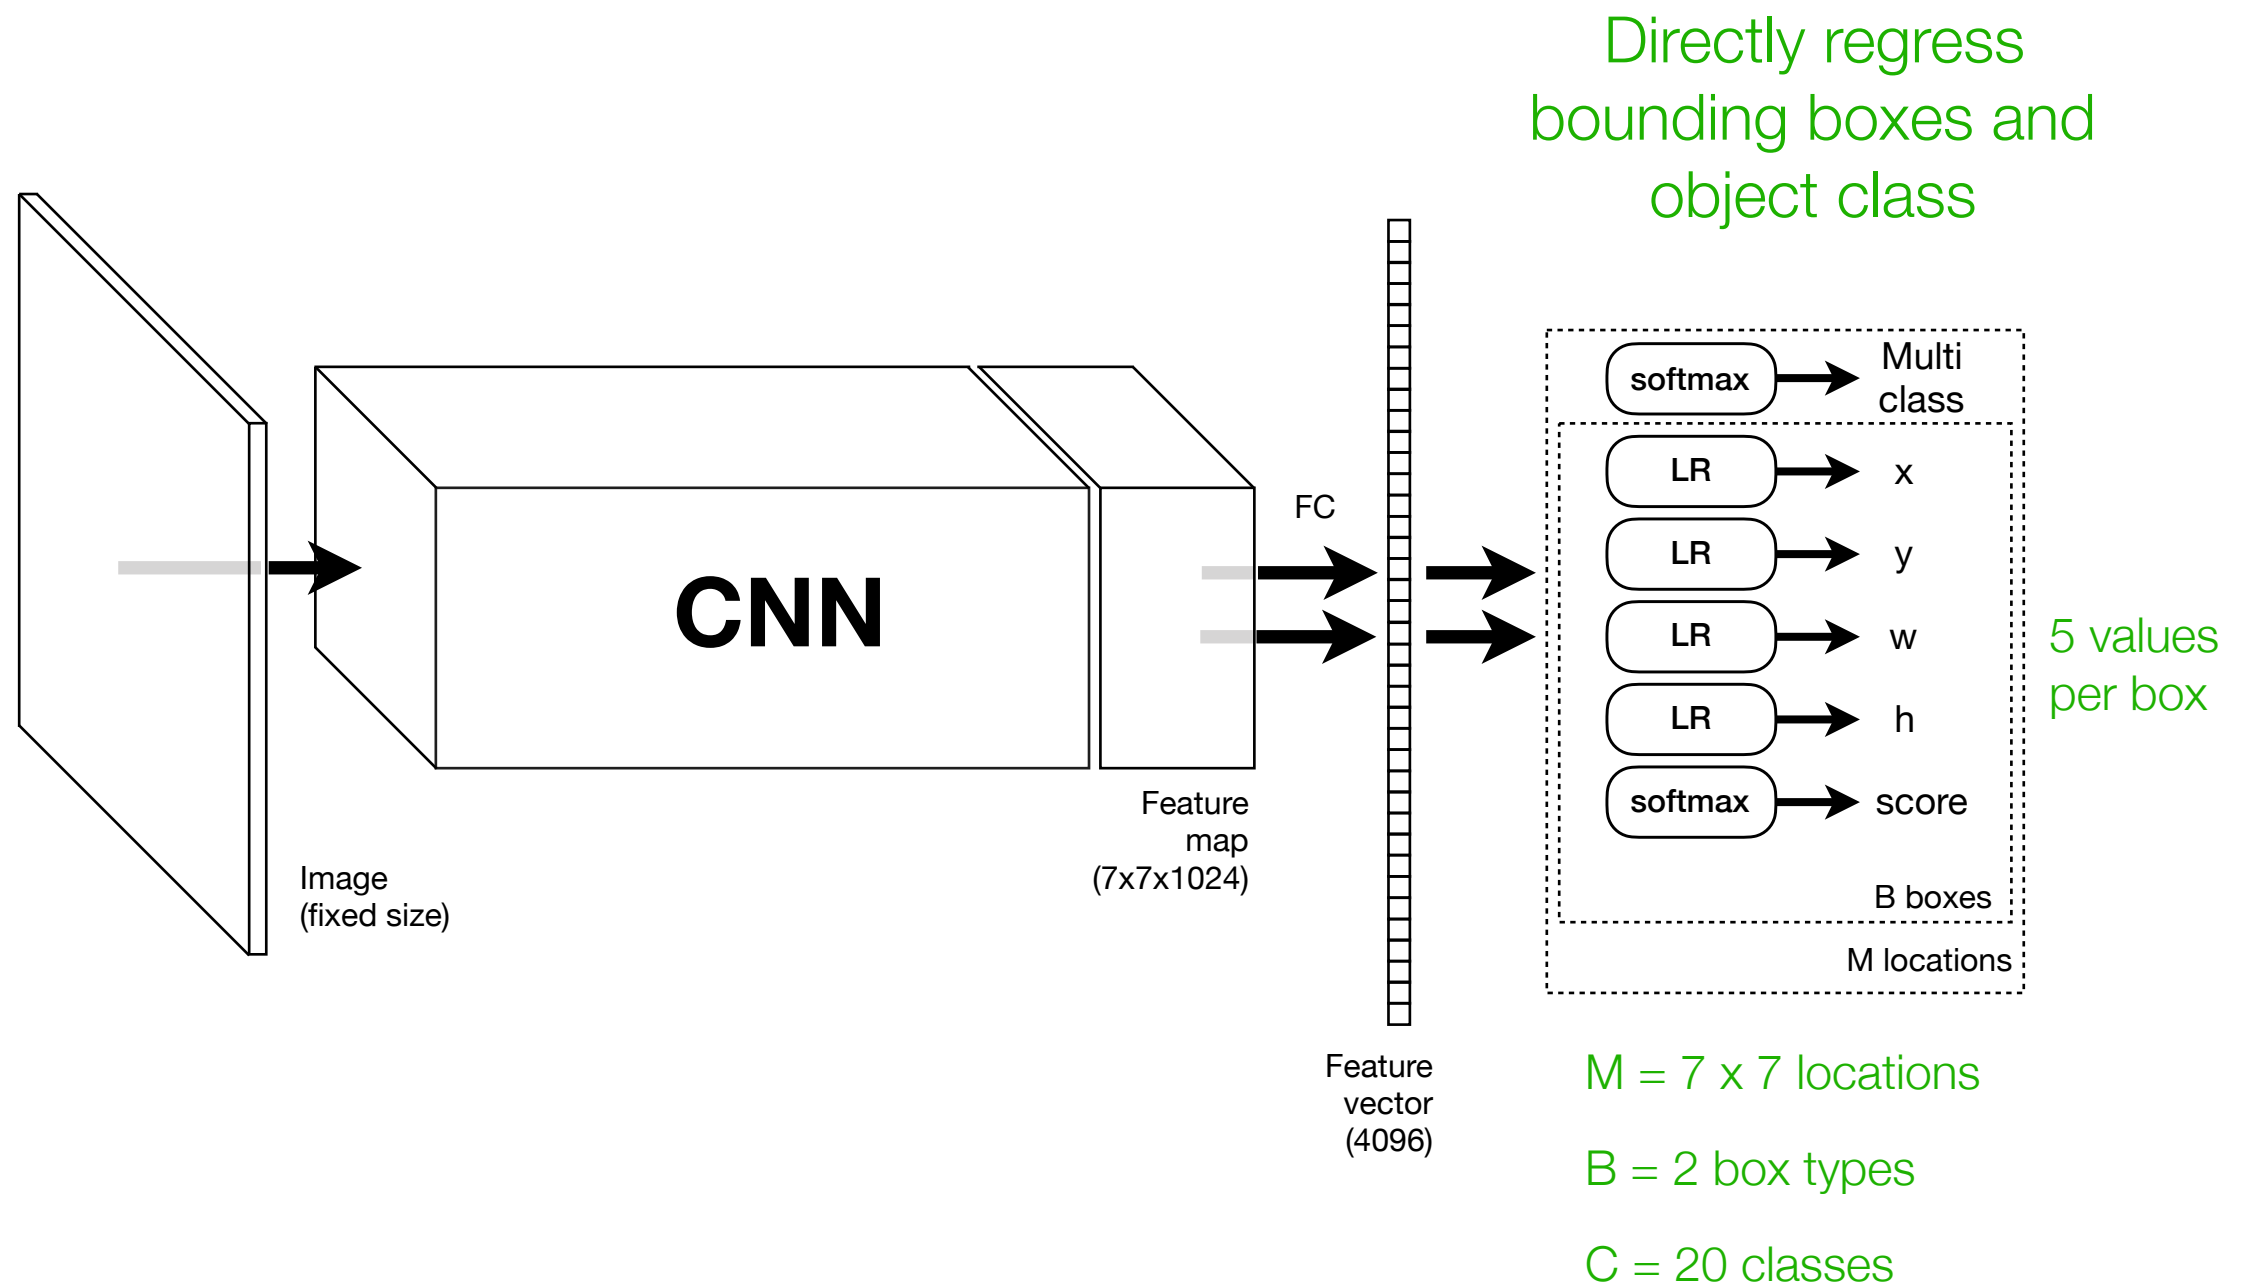 Directly regress
bounding boxes and
object class
softmax
Multi
class
LR
x
LR
y
LR
w
LR
h
softmax
score
B boxes
M locations
5 values
per box
FC
CNN
Feature
map
(7x7x1024)
Image
(fixed size)
Feature
vector
(4096)
M = 7 x 7 locations
B = 2 box types
C = 20 classes